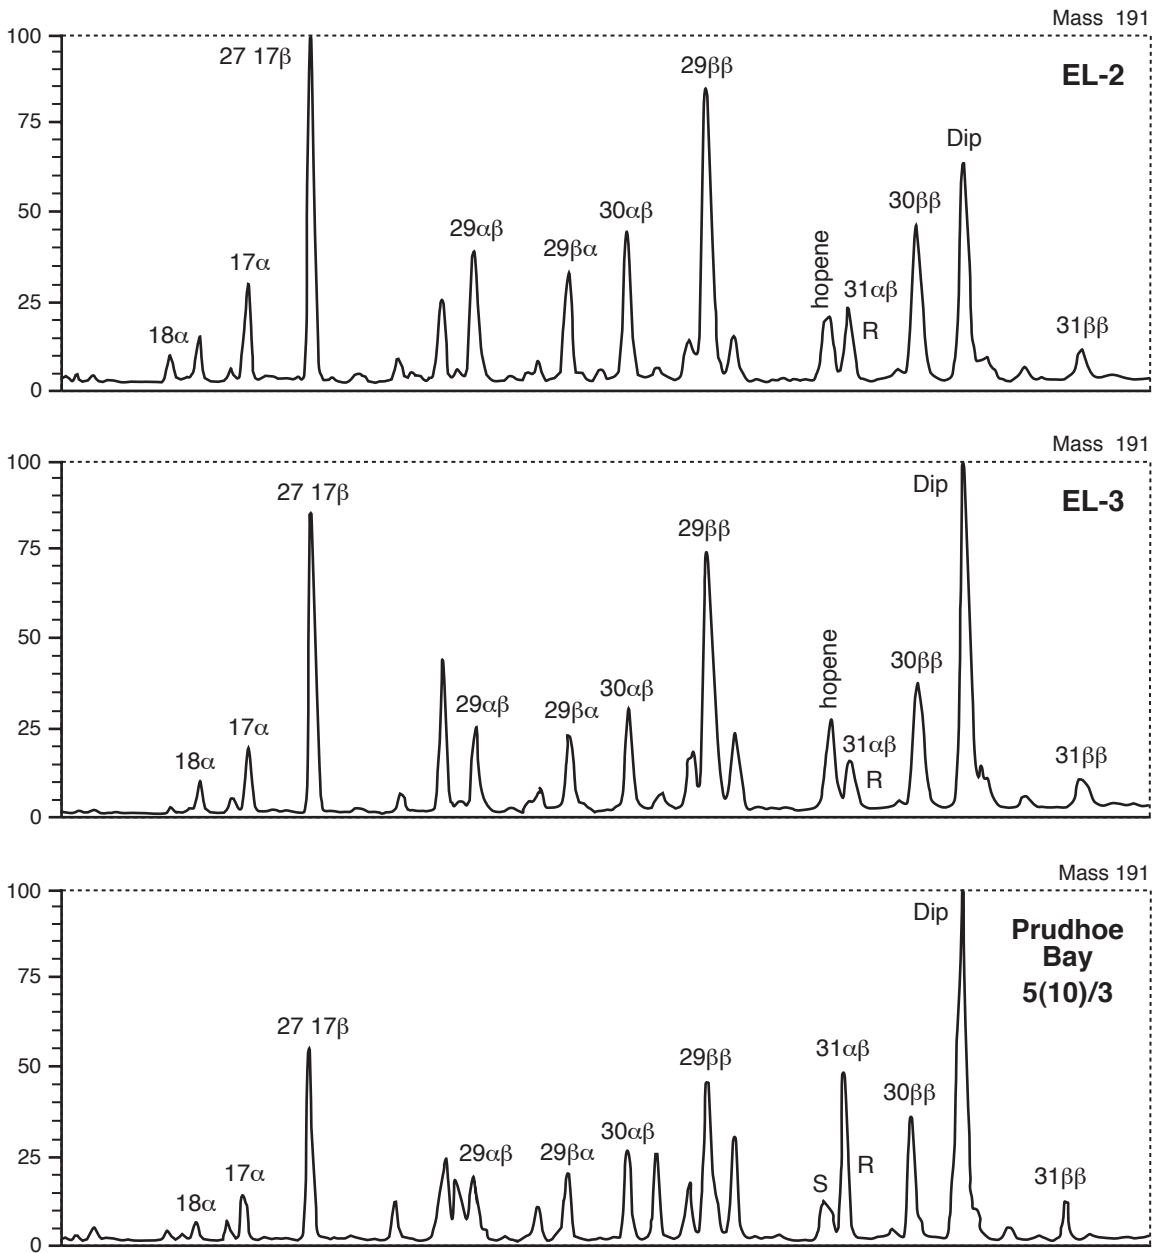 Mass 191
EL-2
100
75
50
25
0
18α
17α
27 17β
29αβ
29βα
30αβ
29ββ
hopene
31αβ
R
30ββ
Dip
31ββ
Mass 191
EL-3
100
75
50
25
0
18α
17α
27 17β
29αβ
29βα
30αβ
29ββ
hopene
31αβ
R
30ββ
Dip
31ββ
Mass 191
Prudhoe
Bay
5(10)/3
100
75
50
25
0
18α
17α
27 17β
29αβ
29βα
30αβ
29ββ
S
31αβ
R
30ββ
Dip
31ββ